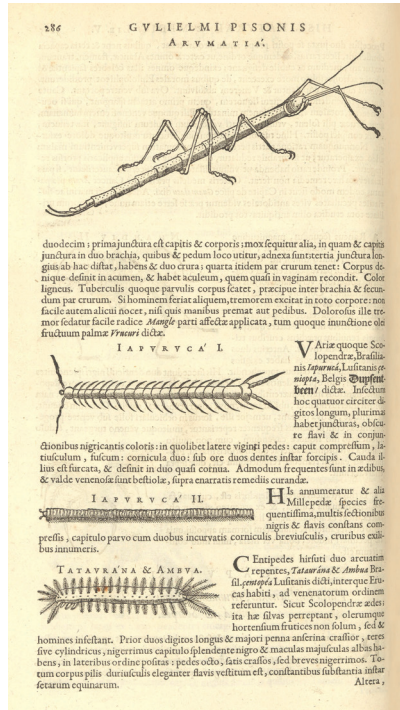 286
GVLIELMI PISONIS
ARVMATIA'.
duodecim: prima junctura est capitis & corporis: mox sequitur alia, in quam & capitis
junctura in duo brachia, quibus & pedum loco utitur, adnexa sunt: tertia junctura lon-
gius ab hac distat, habens & duo crura: quarta itidem par crurum tenet: Corpus de-
nique desinit in acumen, & habet aculeum, quem quasi in vaginam recondit. Color
ligneus. Tuberculis quoque parvulis corpus scatet, præcipue inter brachia & secun-
dum par crurum. Si hominem feriat aliquem, tremorem excitat in toto corpore: non
facile autem alicui nocet, nisi quis manibus premat aut pedibus. Dolorosus ille tre-
mor sedatur facile radice Mangle parti affectæ applicata, tum quoque inunctione olei
fructuum palmæ Vrucuri dictæ.
IAPVRVCA' I.
VAriæ quoque Sco-
lopendræ, Brasilia-
nis Iapurucá, Lusitanis çe-
niopta, Belgis Duysent-
been/ dictæ. Insectum
hoc quatuor circiter di-
gitos longum, plurimas
habet juncturas, obscu-
re flavi & in conjun-
ctionibus nigricantis coloris: in quolibet latere viginti pedes: caput compressum, la-
tiusculum, fuscum: cornicula duo: sub ore duos dentes instar forcipis. Cauda il-
lius est furcata, & desinit in duo quasi cornua. Admodum frequentes sunt in ædibus,
& valde venenosæ sunt bestiolæ, supra enarratis remediis curandæ.
IAPVRVCA' II.
HIs annumeratur & alia
Millepedæ species fre-
quentissima, multis sectionibus
nigris & flavis constans com-
pressis, capitulo parvo cum duobus incurvatis corniculis breviusculis, cruribus exili-
bus innumeris.
TATAVRANA & AMBVA.
CEntipedes hirsuti duo arcuatim
repentes, Tataurána & Ambua Bra-
sil. çentopéa Lusitanis dicti, inter que Eru-
cas habiti, ad venatorum ordinem
referuntur. Sicut Scolopendræ ædes:
ita hæ silvas perreptant, olerumque
hortensium frutices non solum, sed &
homines infestant. Prior duos digitos longus & majori penna anserina crassior, teres
sive cylindricus, nigerrimus capitulo splendente nigro & maculas majusculas albas ha-
bens, in lateribus ordine positas: pedes octo, satis crassos, sed breves nigerrimos. To-
tum corpus pilis duriusculis eleganter flavis vestitum est, constantibus substantia instar
setarum equinarum.
Altera,